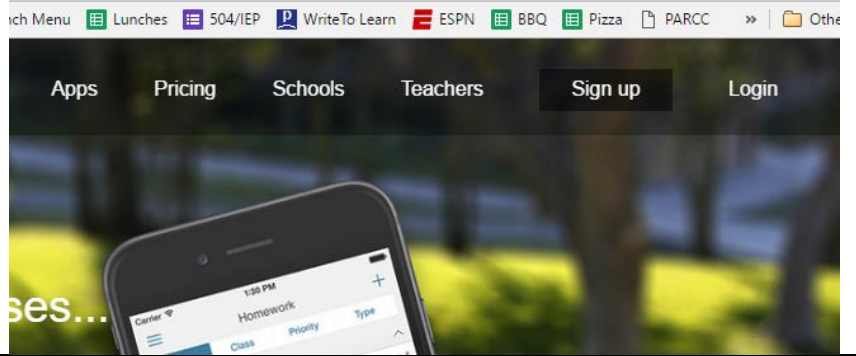 nch Menu Lunches 504/IEP WriteTo Learn ESPN BBQ Pizza PARCC » Othe
Apps Pricing Schools Teachers Sign up Login
1:30 PM
Carrier
Homework
ses...
Class Priority Type